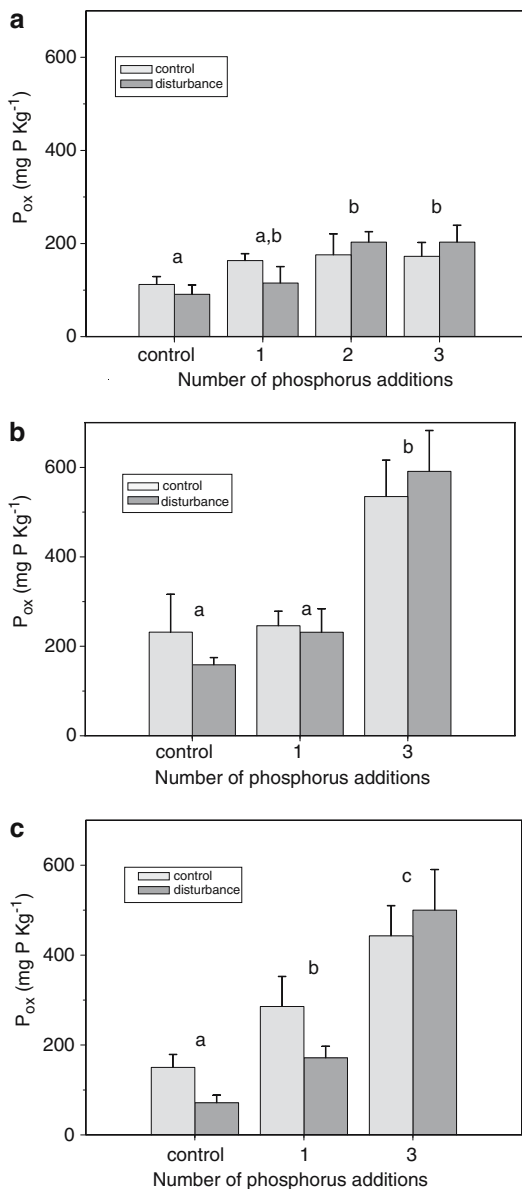 a
600
400
200
0
P_ox (mg P Kg⁻¹)
control
disturbance
a
a,b
b
b
control 1 2 3
Number of phosphorus additions
b
600
400
200
0
P_ox (mg P Kg⁻¹)
control
disturbance
a
a
b
control 1 3
Number of phosphorus additions
c
600
400
200
0
P_ox (mg P Kg⁻¹)
control
disturbance
a
b
c
control 1 3
Number of phosphorus additions